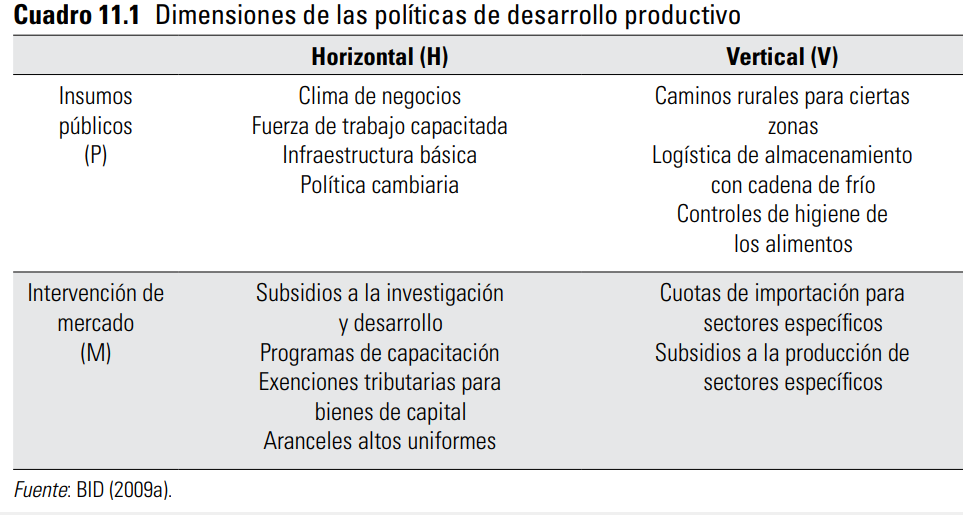 Cuadro 11.1 Dimensiones de las políticas de desarrollo productivo
Horizontal (H)
Vertical (V)
Insumos
públicos
(P)
Clima de negocios
Fuerza de trabajo capacitada
Infraestructura básica
Política cambiaria
Caminos rurales para ciertas
zonas
Logística de almacenamiento
con cadena de frío
Controles de higiene de
los alimentos
Intervención de
mercado
(M)
Subsidios a la investigación
y desarrollo
Programas de capacitación
Exenciones tributarias para
bienes de capital
Aranceles altos uniformes
Cuotas de importación para
sectores específicos
Subsidios a la producción de
sectores específicos
Fuente: BID (2009a).